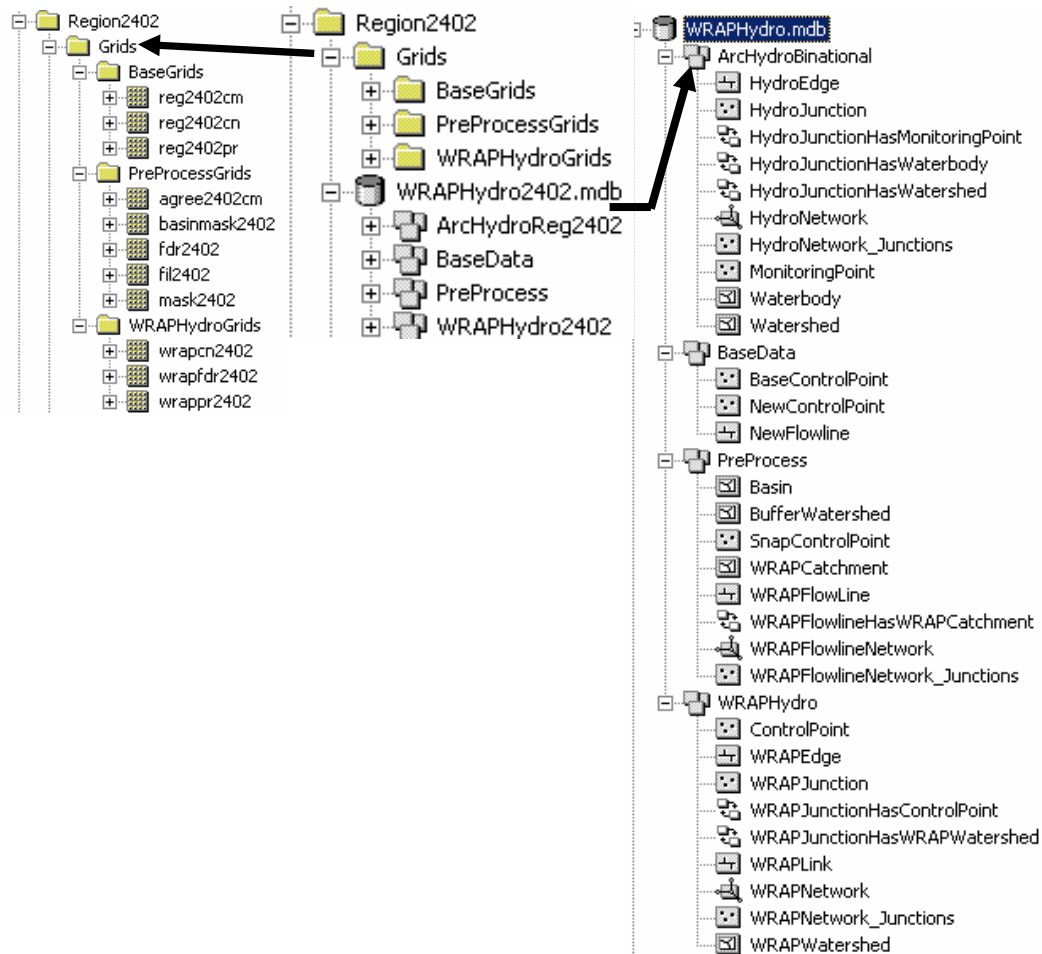 Region2402
Grids
BaseGrids
reg2402cm
reg2402cn
reg2402pr
PreProcessGrids
agree2402cm
basinmask2402
fdr2402
fil2402
mask2402
WRAPHydroGrids
wrapcn2402
wrapfdr2402
wrappr2402
Region2402
Grids
BaseGrids
PreProcessGrids
WRAPHydroGrids
WRAPHydro2402.mdb
ArcHydroReg2402
BaseData
PreProcess
WRAPHydro2402
WRAPHydro.mdb
ArcHydroBinational
HydroEdge
HydroJunction
HydroJunctionHasMonitoringPoint
HydroJunctionHasWaterbody
HydroJunctionHasWatershed
HydroNetwork
HydroNetwork_Junctions
MonitoringPoint
Waterbody
Watershed
BaseData
BaseControlPoint
NewControlPoint
NewFlowline
PreProcess
Basin
BufferWatershed
SnapControlPoint
WRAPCatchment
WRAPFlowLine
WRAPFlowlineHasWRAPCatchment
WRAPFlowlineNetwork
WRAPFlowlineNetwork_Junctions
WRAPHydro
ControlPoint
WRAPEdge
WRAPJunction
WRAPJunctionHasControlPoint
WRAPJunctionHasWRAPWatershed
WRAPLink
WRAPNetwork
WRAPNetwork_Junctions
WRAPWatershed